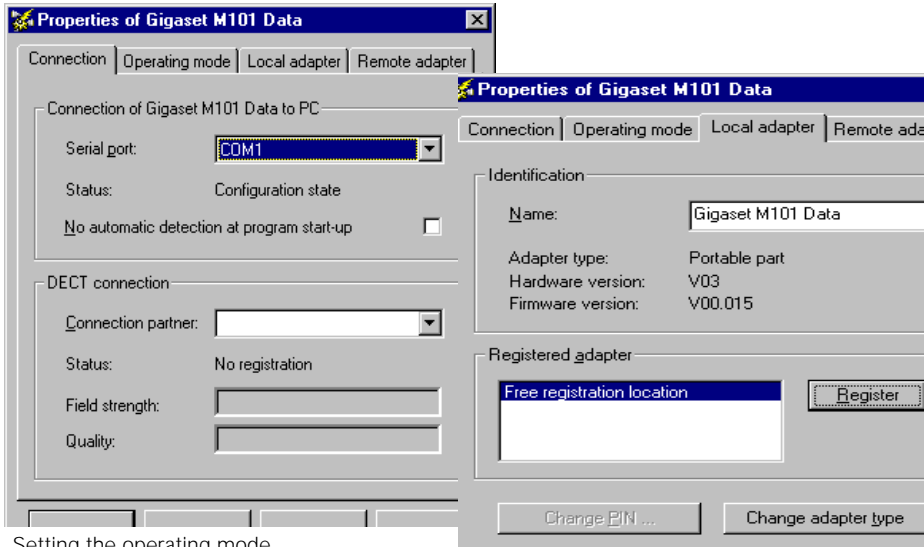 Properties of Gigaset M101 Data
Connection Operating mode Local adapter Remote adapter
Connection of Gigaset M101 Data to PC
Serial port: COM1
Status: Configuration state
No automatic detection at program start-up
DECT connection
Connection partner:
Status: No registration
Field strength:
Quality:
Setting the operating mode
Properties of Gigaset M101 Data
Connection Operating mode Local adapter Remote ada
Identification
Name: Gigaset M101 Data
Adapter type: Portable part
Hardware version: V03
Firmware version: V00.015
Registered adapter
Free registration location
Register
Change PIN ... Change adapter type